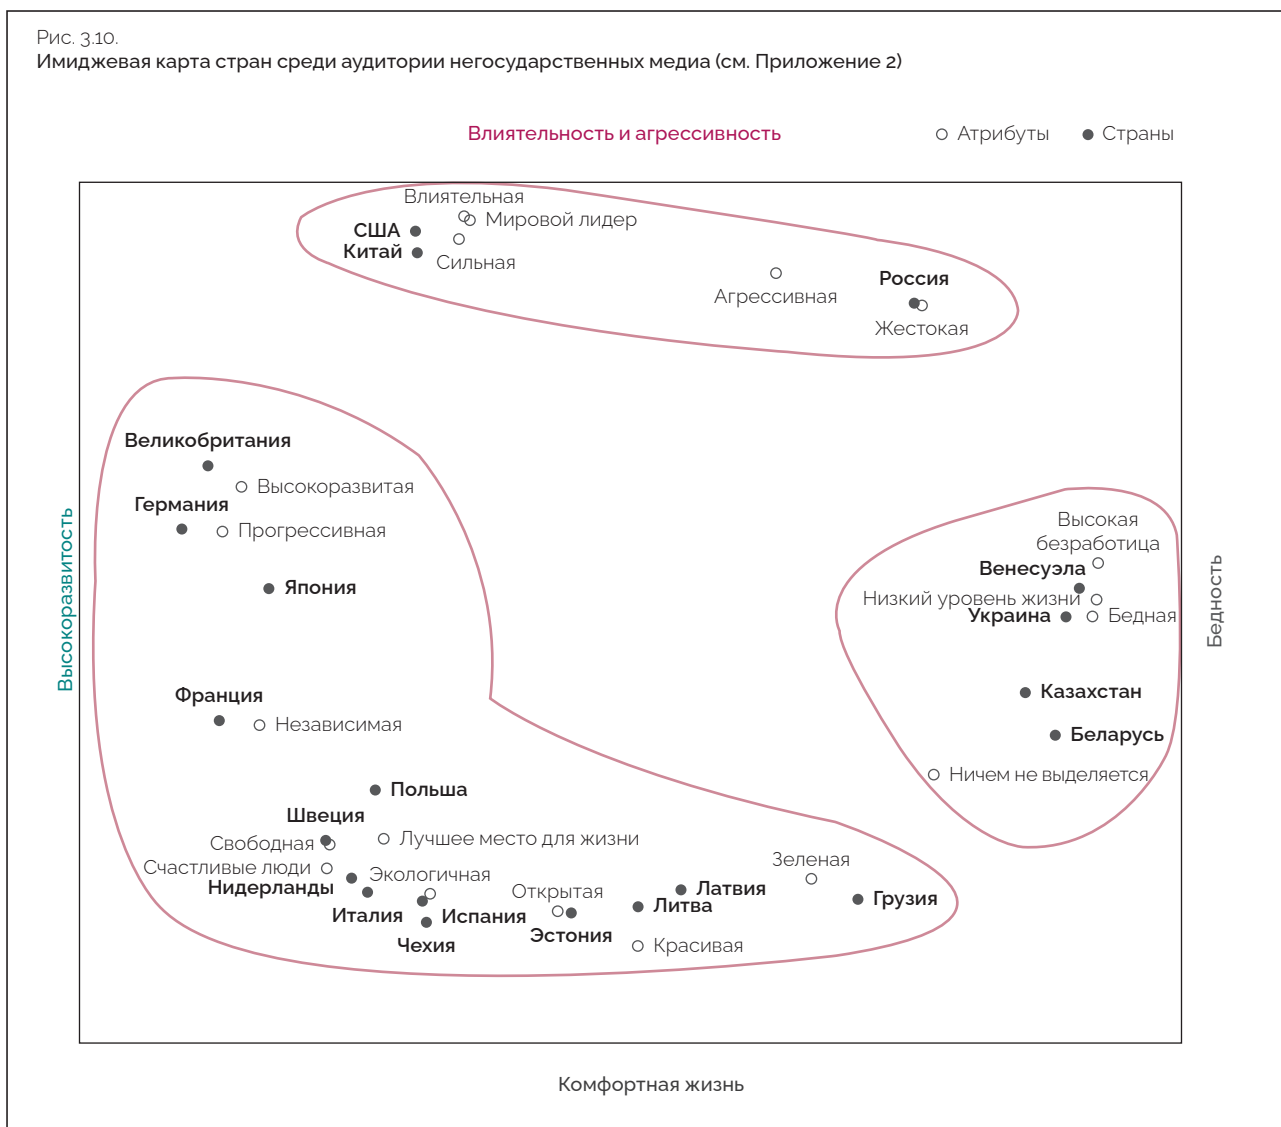 Рис. 3.10.
Имиджевая карта стран среди аудитории негосударственных медиа (см. Приложение 2)
Влиятельность и агрессивность
Атрибуты
Страны
Влиятельная
США
Мировой лидер
Китай
Сильная
Россия
Агрессивная
Жестокая
Великобритания
Высокоразвитая
Германия
Прогрессивная
Япония
Высокая
безработица
Венесуэла
Низкий уровень жизни
Украина
Бедная
Высокоразвитость
Бедность
Франция
Независимая
Казахстан
Беларусь
Ничем не выделяется
Польша
Швеция
Свободная
Лучшее место для жизни
Счастливые люди
Экологичная
Зеленая
Нидерланды
Открытая
Латвия
Литва
Грузия
Италия
Испания
Эстония
Чехия
Красивая
Комфортная жизнь